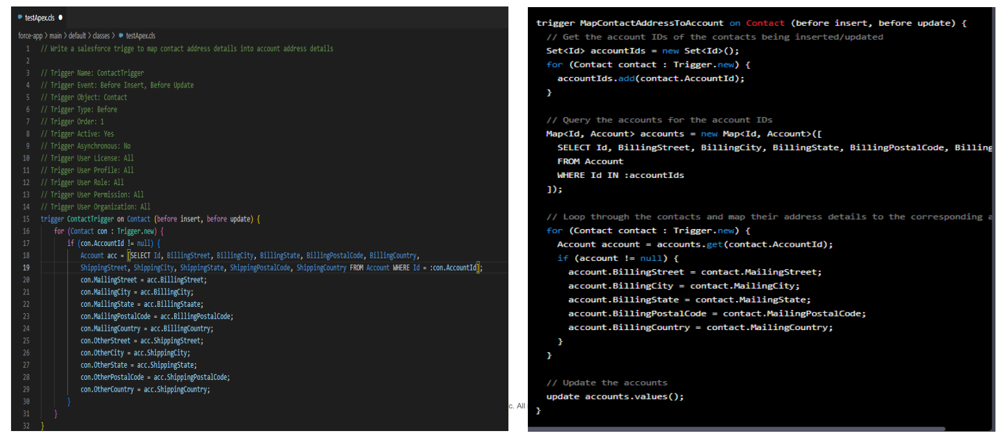 testApex.cls
force-app > main > default > classes > testApex.cls
1 // Write a salesforce trigge to map contact address details into account address details
2
3 // Trigger Name: ContactTrigger
4 // Trigger Event: Before Insert, Before Update
5 // Trigger Object: Contact
6 // Trigger Type: Before
7 // Trigger Order: 1
8 // Trigger Active: Yes
9 // Trigger Asynchronous: No
10 // Trigger User License: All
11 // Trigger User Profile: All
12 // Trigger User Role: All
13 // Trigger User Permission: All
14 // Trigger User Organization: All
15 trigger ContactTrigger on Contact (before insert, before update) {
16 for (Contact con : Trigger.new) {
17 if (con.AccountId != null) {
18 Account acc = [SELECT Id, BillingStreet, BillingCity, BillingState, BillingPostalCode, BillingCountry,
19 ShippingStreet, ShippingCity, ShippingState, ShippingPostalCode, ShippingCountry FROM Account WHERE Id = :con.AccountId];
20 con.MailingStreet = acc.BillingStreet;
21 con.MailingCity = acc.BillingCity;
22 con.MailingState = acc.BillingStaate;
23 con.MailingPostalCode = acc.BillingPostalCode;
24 con.MailingCountry = acc.BillingCountry;
25 con.OtherStreet = acc.ShippingStreet;
26 con.OtherCity = acc.ShippingCity;
27 con.OtherState = acc.ShippingState;
28 con.OtherPostalCode = acc.ShippingPostalCode;
29 con.OtherCountry = acc.ShippingCountry;
30 }
31 }
32 }
c. All
trigger MapContactAddressToAccount on Contact (before insert, before update) {
// Get the account IDs of the contacts being inserted/updated
Set<Id> accountIds = new Set<Id>();
for (Contact contact : Trigger.new) {
accountIds.add(contact.AccountId);
}
// Query the accounts for the account IDs
Map<Id, Account> accounts = new Map<Id, Account>([
SELECT Id, BillingStreet, BillingCity, BillingState, BillingPostalCode, Billing
FROM Account
WHERE Id IN :accountIds
]);
// Loop through the contacts and map their address details to the corresponding a
for (Contact contact : Trigger.new) {
Account account = accounts.get(contact.AccountId);
if (account != null) {
account.BillingStreet = contact.MailingStreet;
account.BillingCity = contact.MailingCity;
account.BillingState = contact.MailingState;
account.BillingPostalCode = contact.MailingPostalCode;
account.BillingCountry = contact.MailingCountry;
}
}
// Update the accounts
update accounts.values();
}